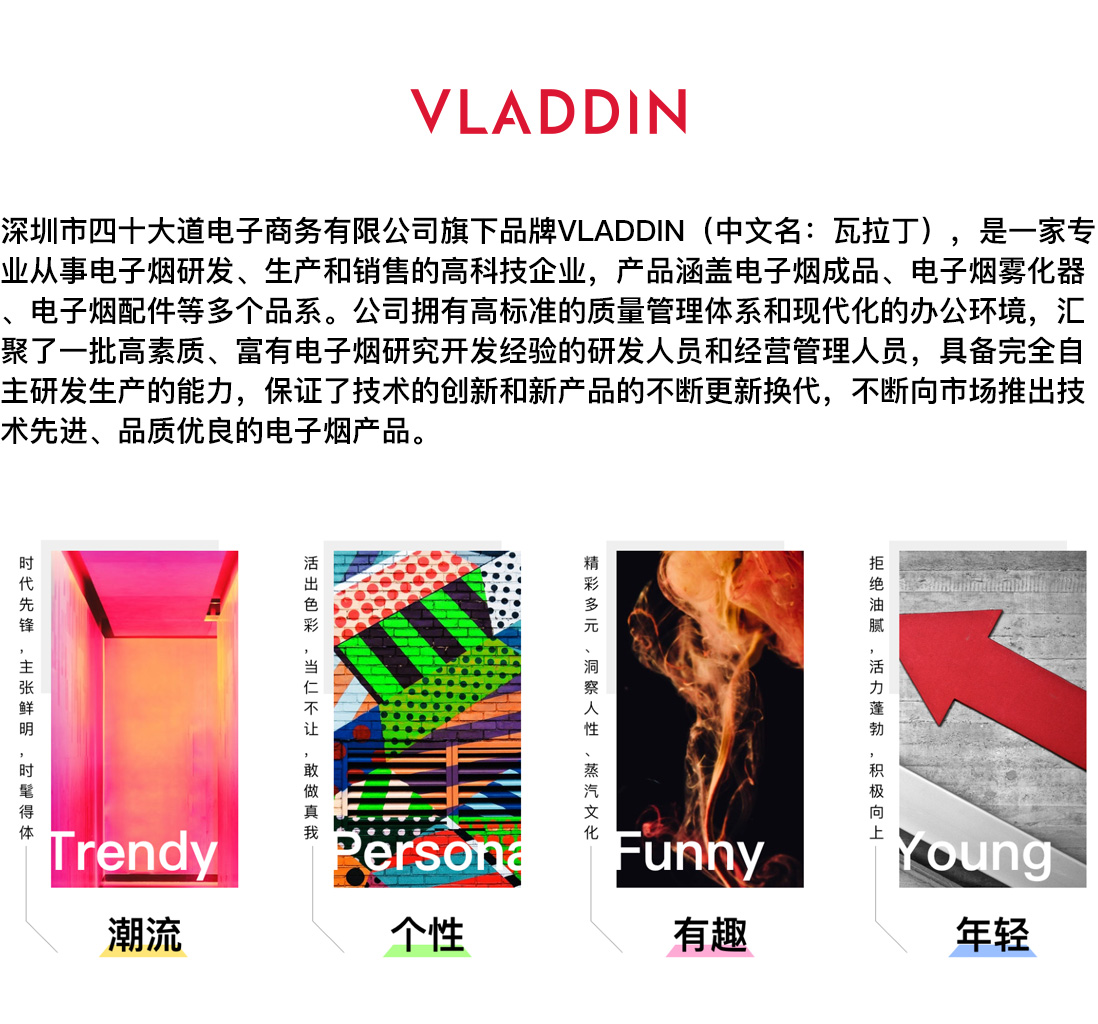 VLADDIN
深圳市四十大道电子商务有限公司旗下品牌VLADDIN（中文名：瓦拉丁），是一家专
业从事电子烟研发、生产和销售的高科技企业，产品涵盖电子烟成品、电子烟雾化器
、电子烟配件等多个品系。公司拥有高标准的质量管理体系和现代化的办公环境，汇
聚了一批高素质、富有电子烟研究开发经验的研发人员和经营管理人员，具备完全自
主研发生产的能力，保证了技术的创新和新产品的不断更新换代，不断向市场推出技
术先进、品质优良的电子烟产品。
时代先锋，主张鲜明，时髦得体
Trendy
潮流
活出色彩，当仁不让，敢做真我
Persona
个性
精彩多元、洞察人性、蒸汽文化
Funny
有趣
拒绝油腻，活力蓬勃，积极向上
Young
年轻